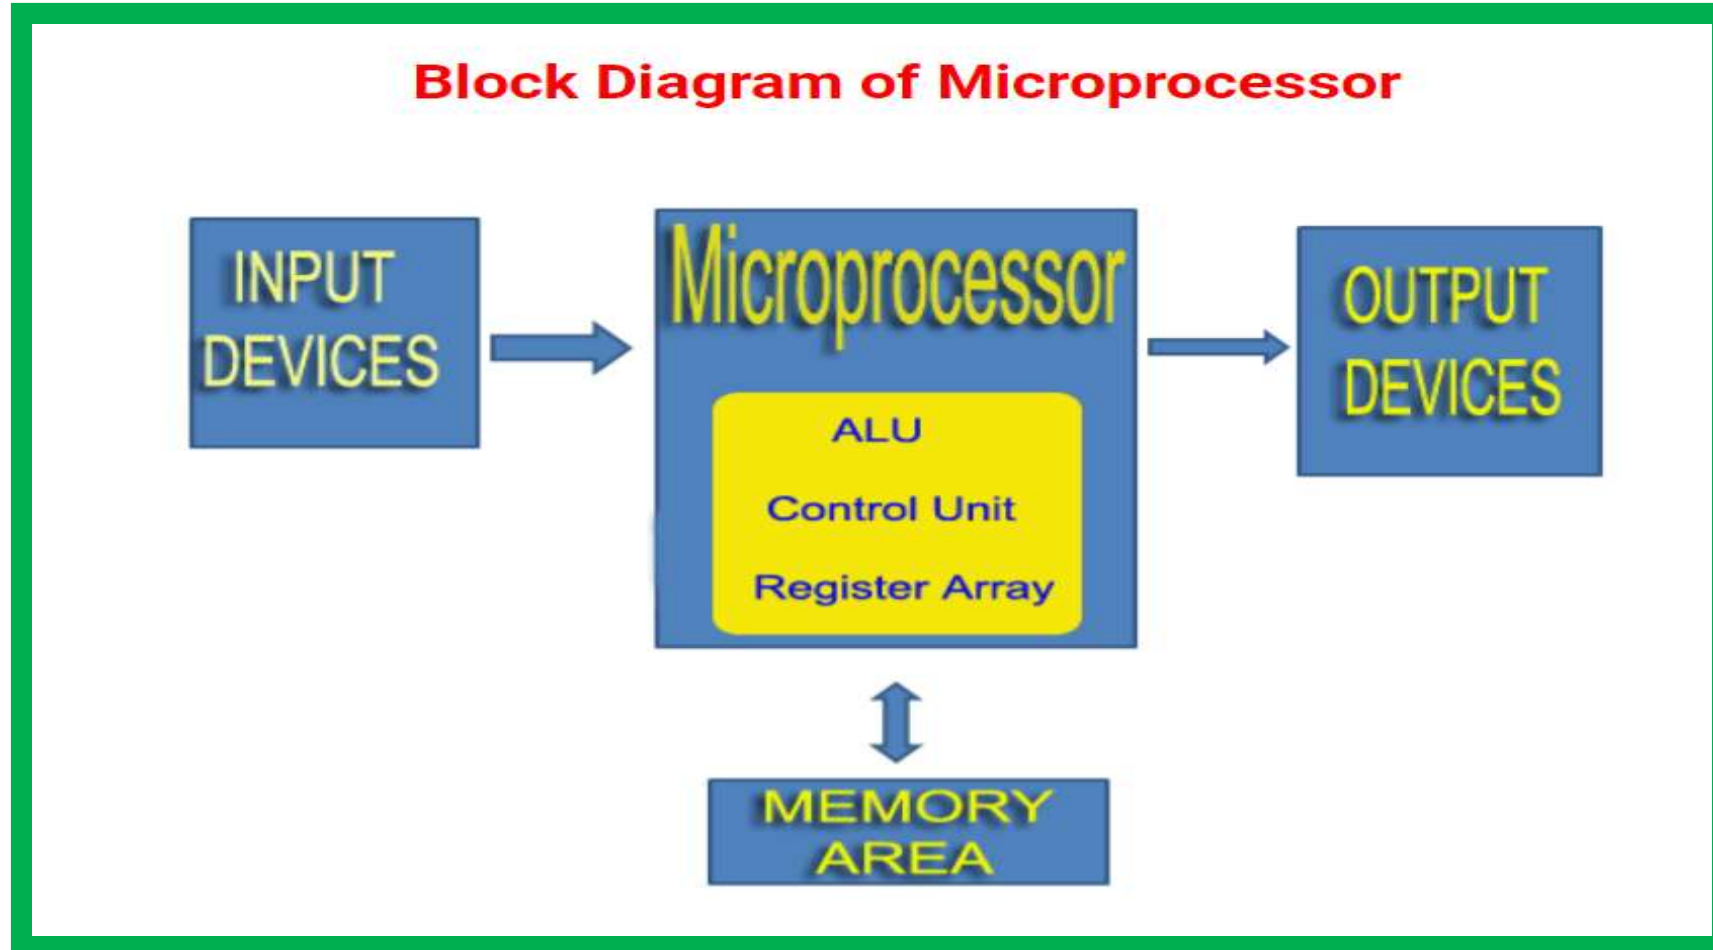 Block Diagram of Microprocessor
INPUT
DEVICES
Microprocessor
ALU
Control Unit
Register Array
OUTPUT
DEVICES
MEMORY
AREA